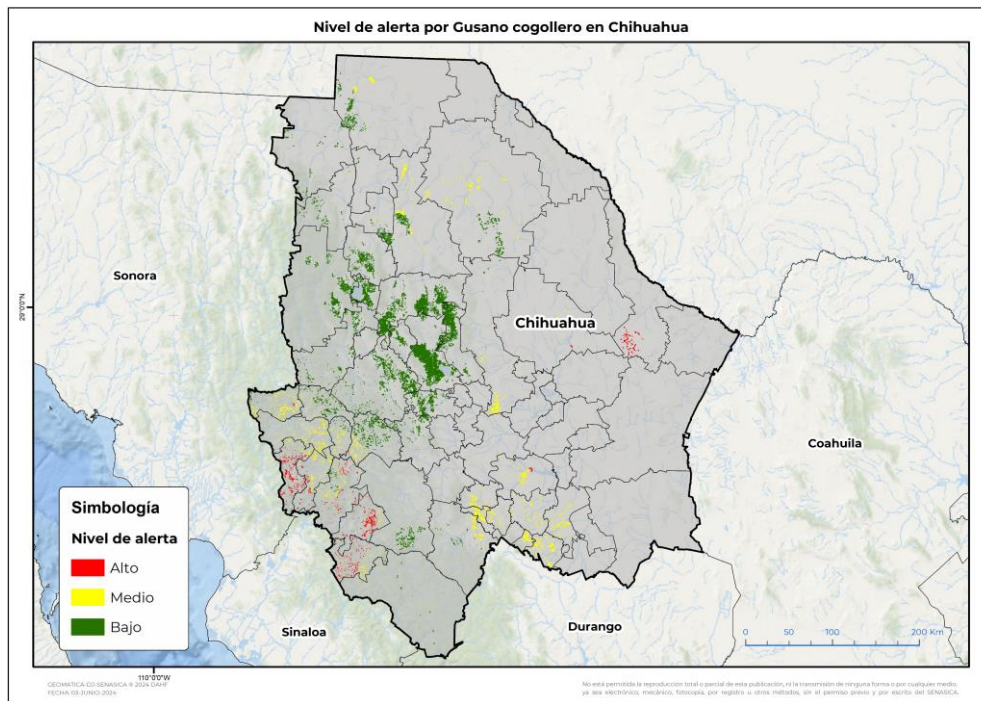 Nivel de alerta por Gusano cogollero en Chihuahua
Sonora
29°0'0"N
Chihuahua
Coahuila
Simbología
Nivel de alerta
Alto
Medio
Bajo
Sinaloa
Durango
0 50 100 200 Km
110°0'0"W
GEOMÁTICA-CG-SENASICA ® 2024 DAHF
FECHA: 03-JUNIO-2024
No está permitida la reproducción total o parcial de esta publicación, ni la transmisión de ninguna forma o por cualquier medio,
ya sea electrónico, mecánico, fotocopia, por registro u otros métodos, sin el permiso previo y por escrito del SENASICA.